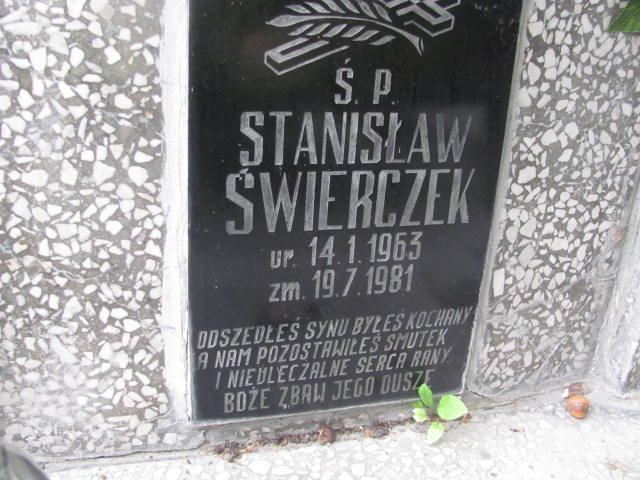 Ś. P.
STANISŁAW
ŚWIERCZEK
ur. 14.1.1963
zm. 19.7.1981
ODSZEDŁEŚ SYNU BYŁEŚ KOCHANY
A NAM POZOSTAWIŁEŚ SMUTEK
I NIEULECZALNE SERCA RANY
BOŻE ZBAW JEGO DUSZĘ